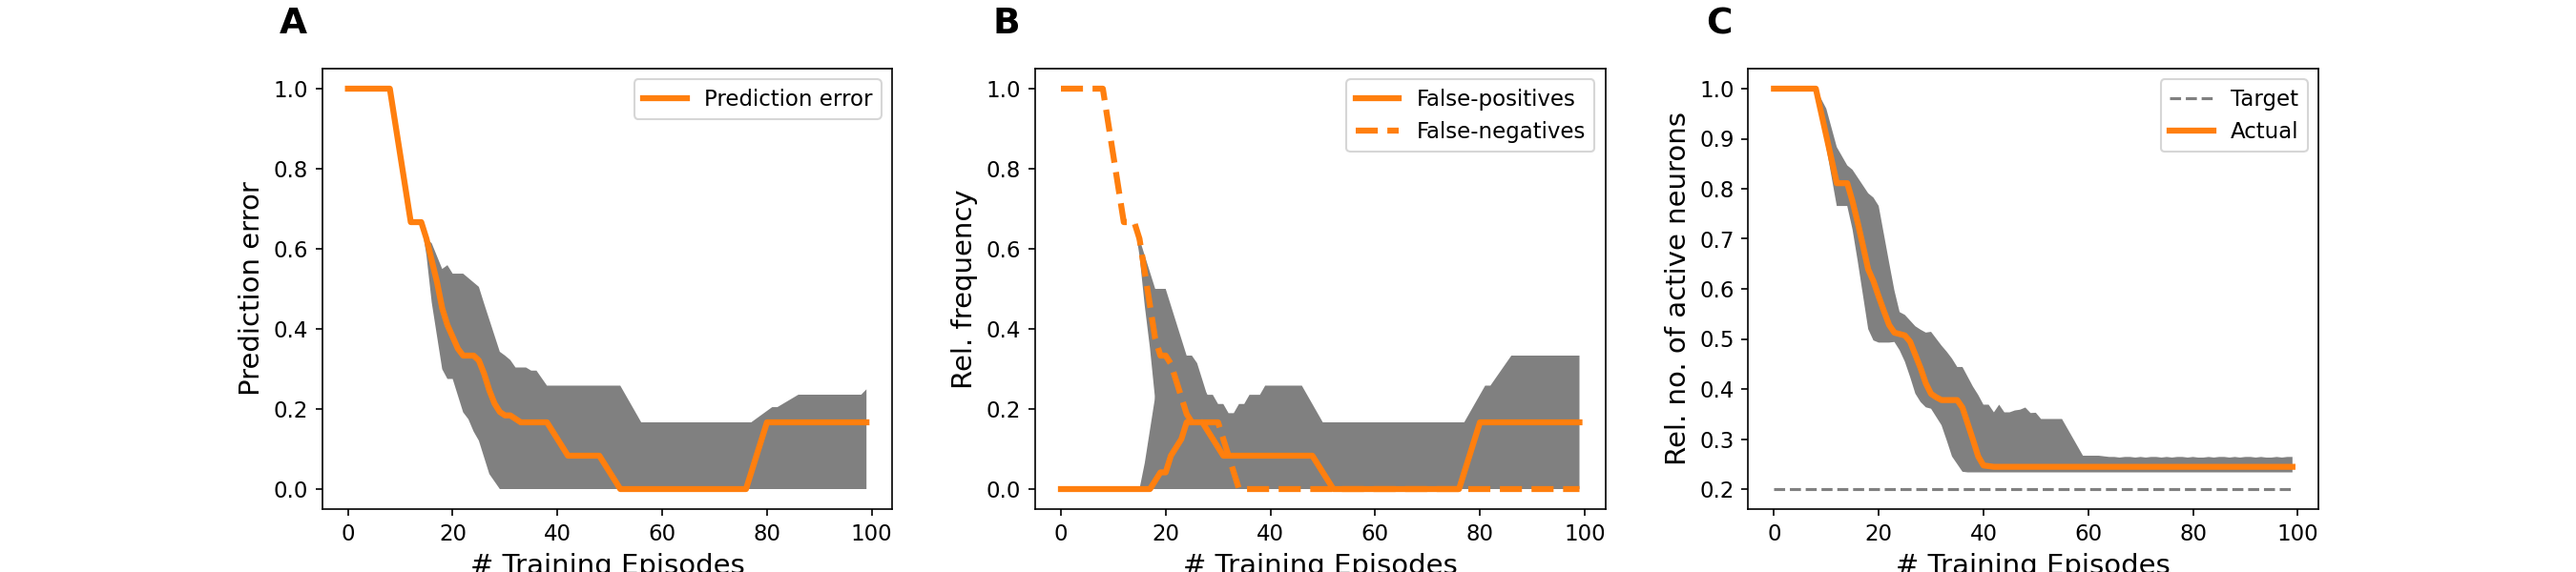 A
B
C
Prediction error
1.0
0.8
0.6
0.4
0.2
0.0
Prediction error
0
20
40
60
80
100
# Training Episodes
Rel. frequency
1.0
0.8
0.6
0.4
0.2
0.0
False-positives
False-negatives
0
20
40
60
80
100
# Training Episodes
Rel. no. of active neurons
1.0
0.9
0.8
0.7
0.6
0.5
0.4
0.3
0.2
Target
Actual
0
20
40
60
80
100
# Training Episodes